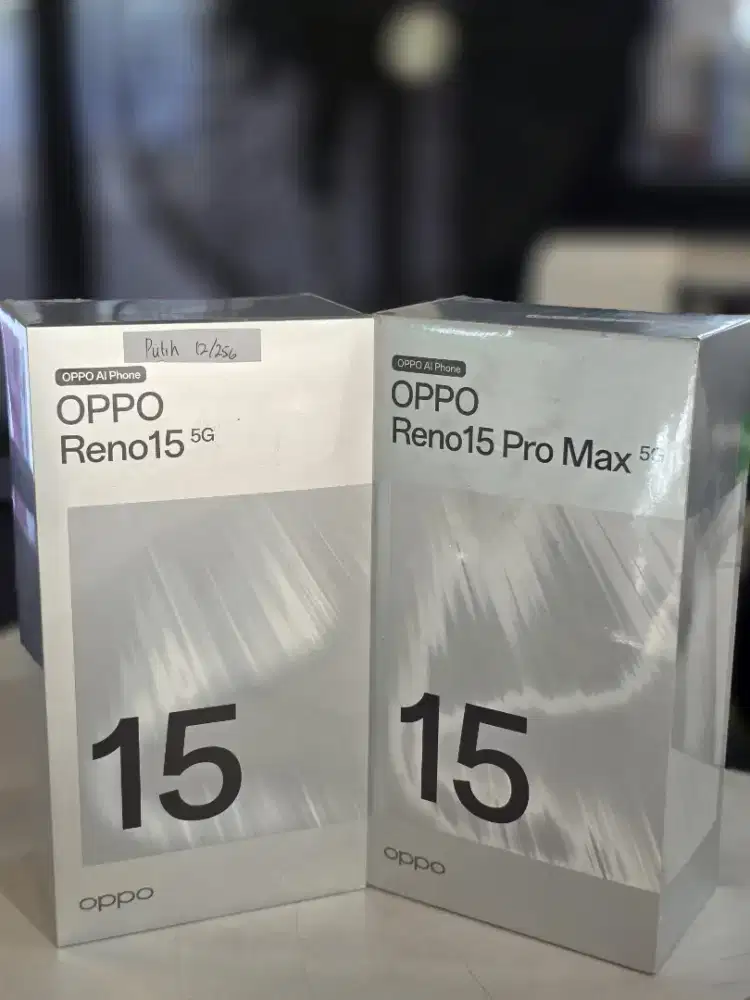 Putih 12/256
OPPO AI Phone
OPPO
Reno15 5G
15
oppo
OPPO AI Phone
OPPO
Reno15 Pro Max 5G
15
oppo